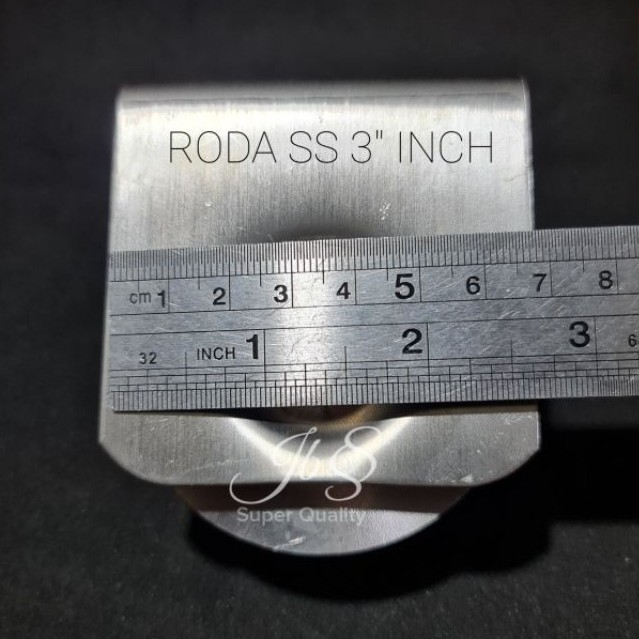 RODA SS 3" INCH
cm 1 2 3 4 5 6 7 8
32 INCH 1 2 3 6
JbS
Super Quality